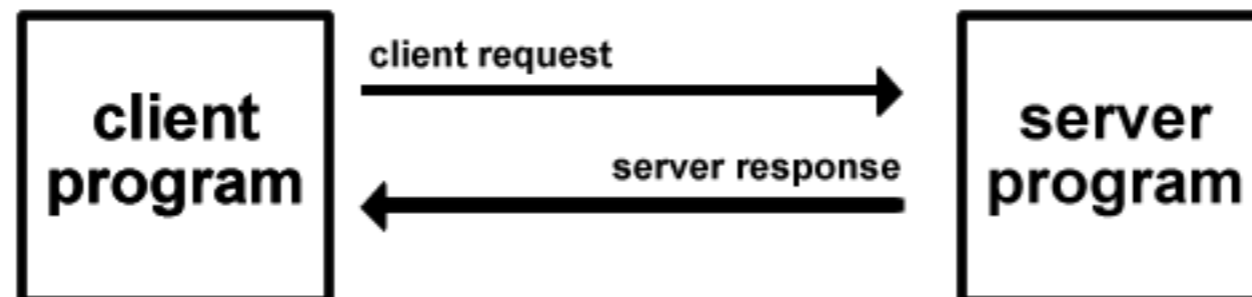 client
program
client request
server response
server
program